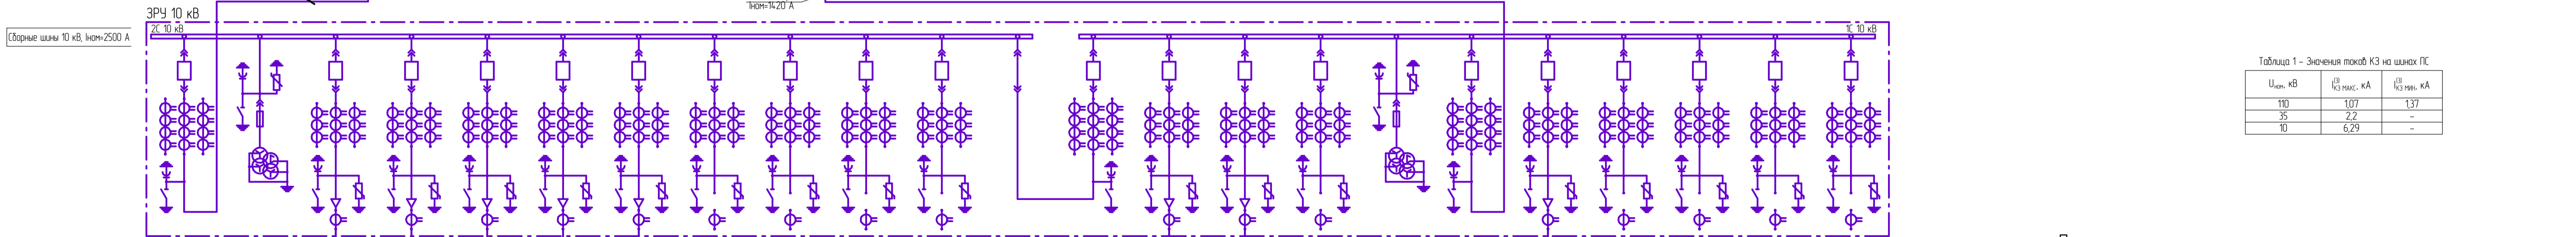 Iном=1420 А
ЗРУ 10 кВ
Сборные шины 10 кВ, Iном=2500 А
2С 10 кВ
1С 10 кВ
Таблица 1 - Значения токов КЗ на шинах ПС
Uном, кВ I(3)КЗ МАКС, кА I(3)КЗ МИН, кА
110 1,07 1,37
35 2,2 -
10 6,29 -